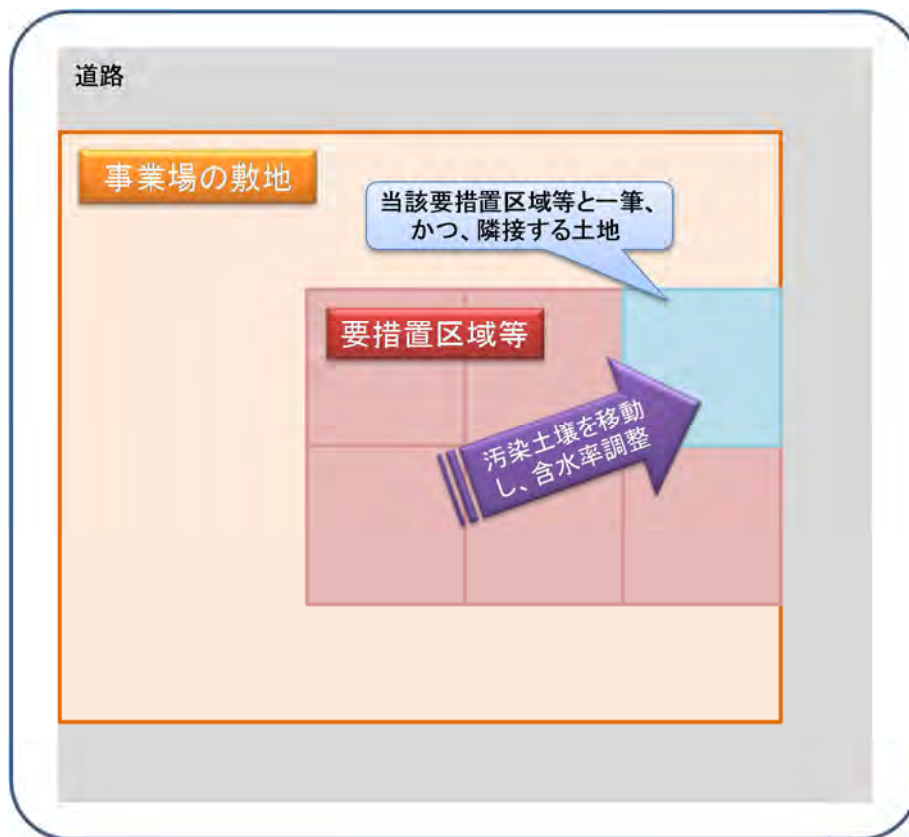 道路
事業場の敷地
当該要措置区域等と一筆、
かつ、隣接する土地
要措置区域等
汚染土壌を移動
し、含水率調整